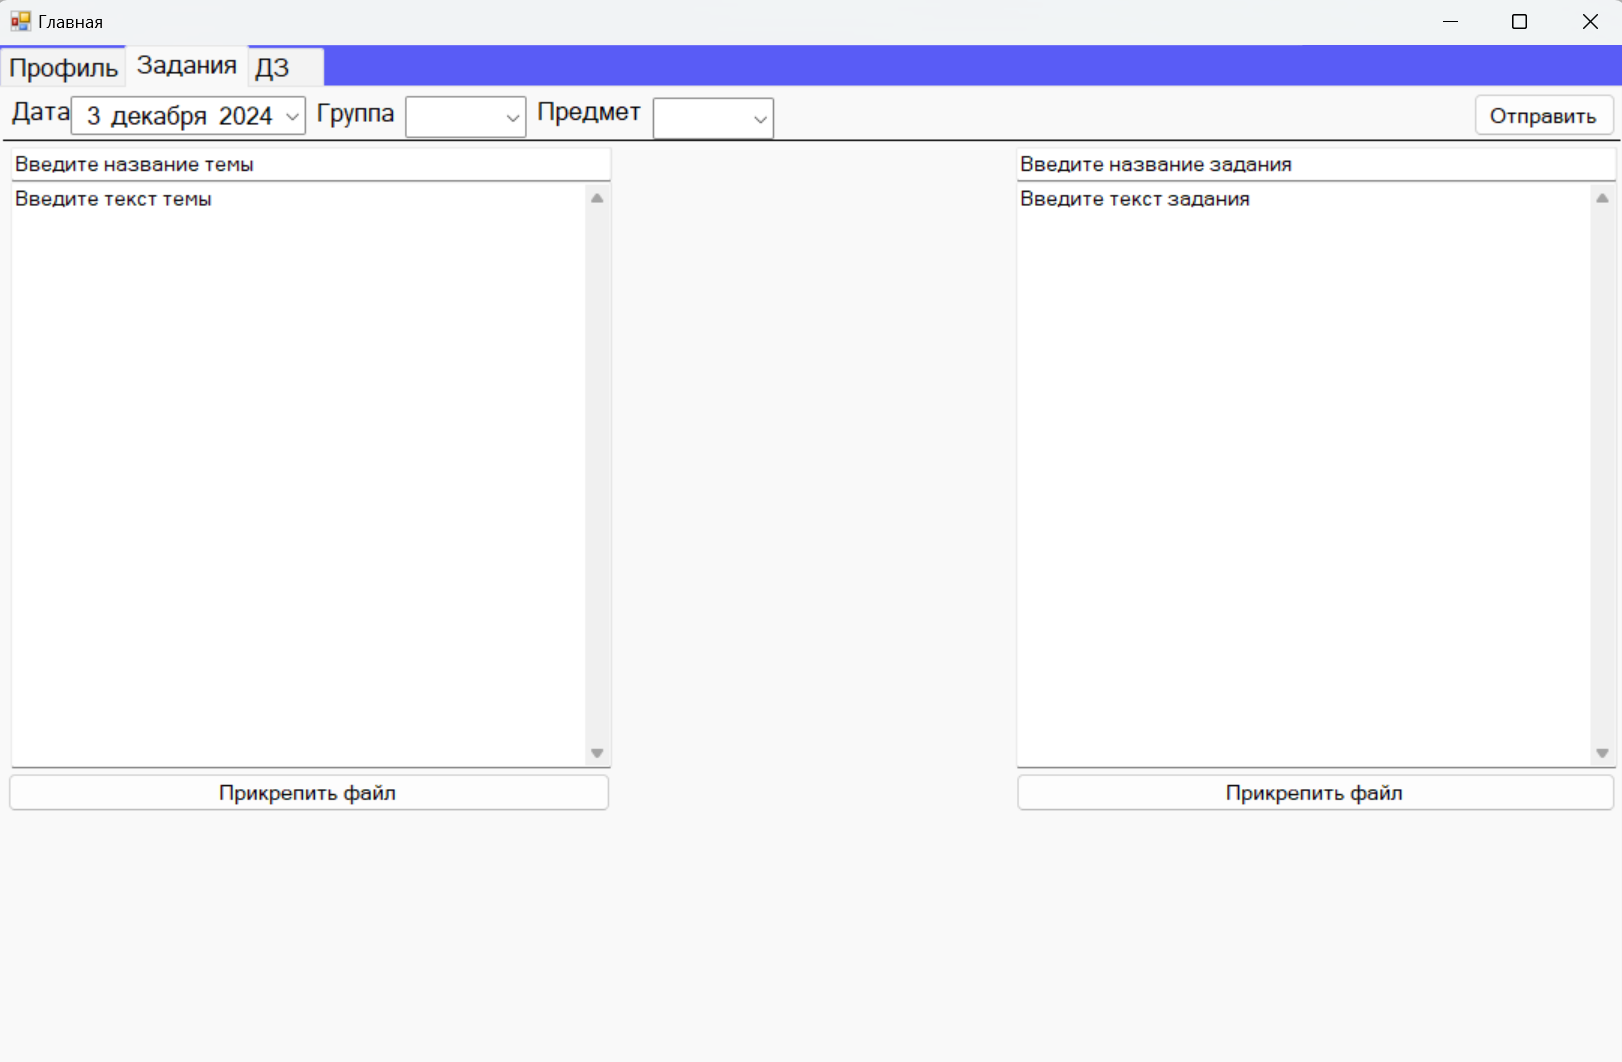 Главная
Профиль Задания ДЗ
Дата 3 декабря 2024 Группа Предмет Отправить
Введите название темы
Введите текст темы
Прикрепить файл
Введите название задания
Введите текст задания
Прикрепить файл